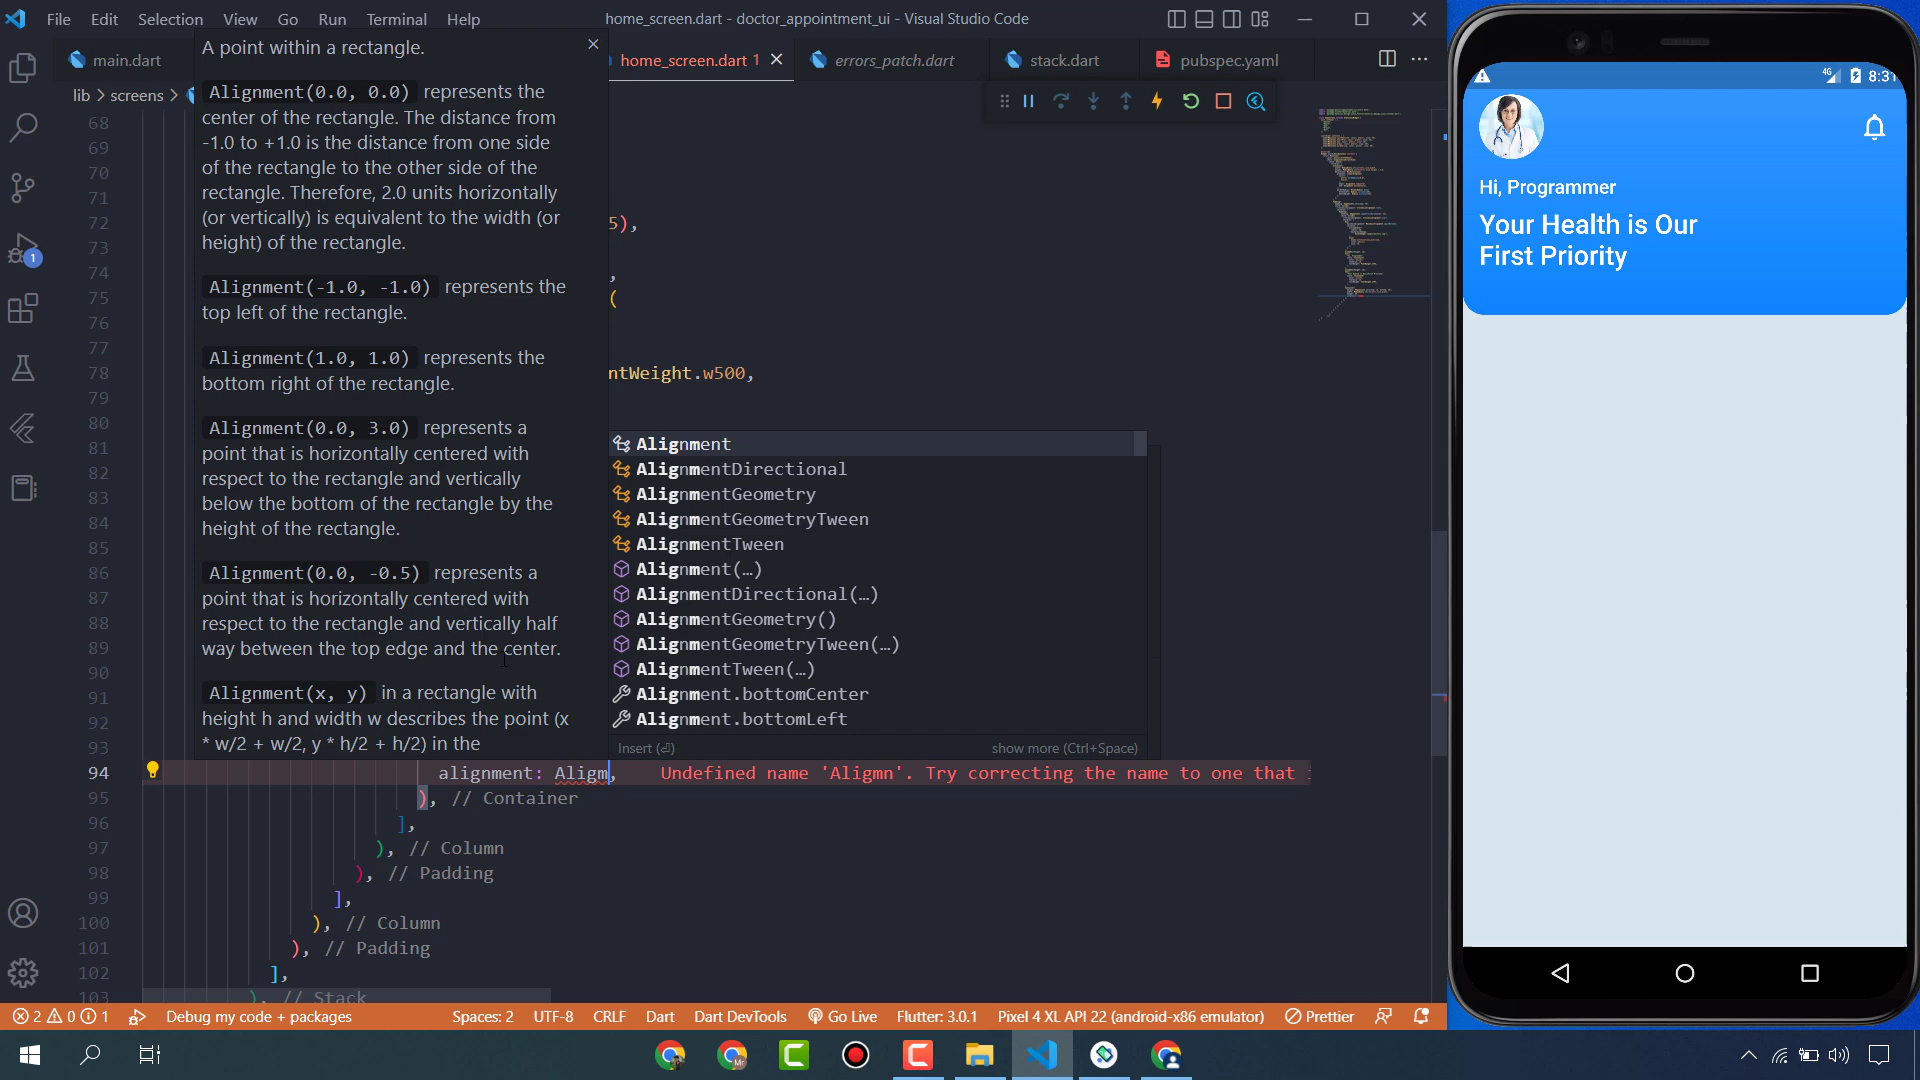 File Edit Selection View Go Run Terminal Help
home_screen.dart - doctor_appointment_ui - Visual Studio Code
main.dart
home_screen.dart 1
errors_patch.dart
stack.dart
pubspec.yaml
lib > screens >
A point within a rectangle.
Alignment(0.0, 0.0) represents the
center of the rectangle. The distance from
-1.0 to +1.0 is the distance from one side
of the rectangle to the other side of the
rectangle. Therefore, 2.0 units horizontally
(or vertically) is equivalent to the width (or
height) of the rectangle.
Alignment(-1.0, -1.0) represents the
top left of the rectangle.
Alignment(1.0, 1.0) represents the
bottom right of the rectangle.
Alignment(0.0, 3.0) represents a
point that is horizontally centered with
respect to the rectangle and vertically
below the bottom of the rectangle by the
height of the rectangle.
Alignment(0.0, -0.5) represents a
point that is horizontally centered with
respect to the rectangle and vertically half
way between the top edge and the center.
Alignment(x, y) in a rectangle with
height h and width w describes the point (x
* w/2 + w/2, y * h/2 + h/2) in the
68
69
70
71
72 5),
73
74 ,
75 (
76
77
78 ntWeight.w500,
79
80
81
82
83
84
85
86
87
88
89
90
91
92
93
Alignment
AlignmentDirectional
AlignmentGeometry
AlignmentGeometryTween
AlignmentTween
Alignment(…)
AlignmentDirectional(…)
AlignmentGeometry()
AlignmentGeometryTween(…)
AlignmentTween(…)
Alignment.bottomCenter
Alignment.bottomLeft
Insert (⏎) show more (Ctrl+Space)
94 alignment: Aligm, Undefined name 'Aligmn'. Try correcting the name to one that
95 ), // Container
96 ],
97 ), // Column
98 ), // Padding
99 ],
100 ), // Column
101 ), // Padding
102 ],
103 ), // Stack
1
2 0 1 Debug my code + packages Spaces: 2 UTF-8 CRLF Dart Dart DevTools Go Live Flutter: 3.0.1 Pixel 4 XL API 22 (android-x86 emulator) Prettier
4G 8:31
Hi, Programmer
Your Health is Our
First Priority